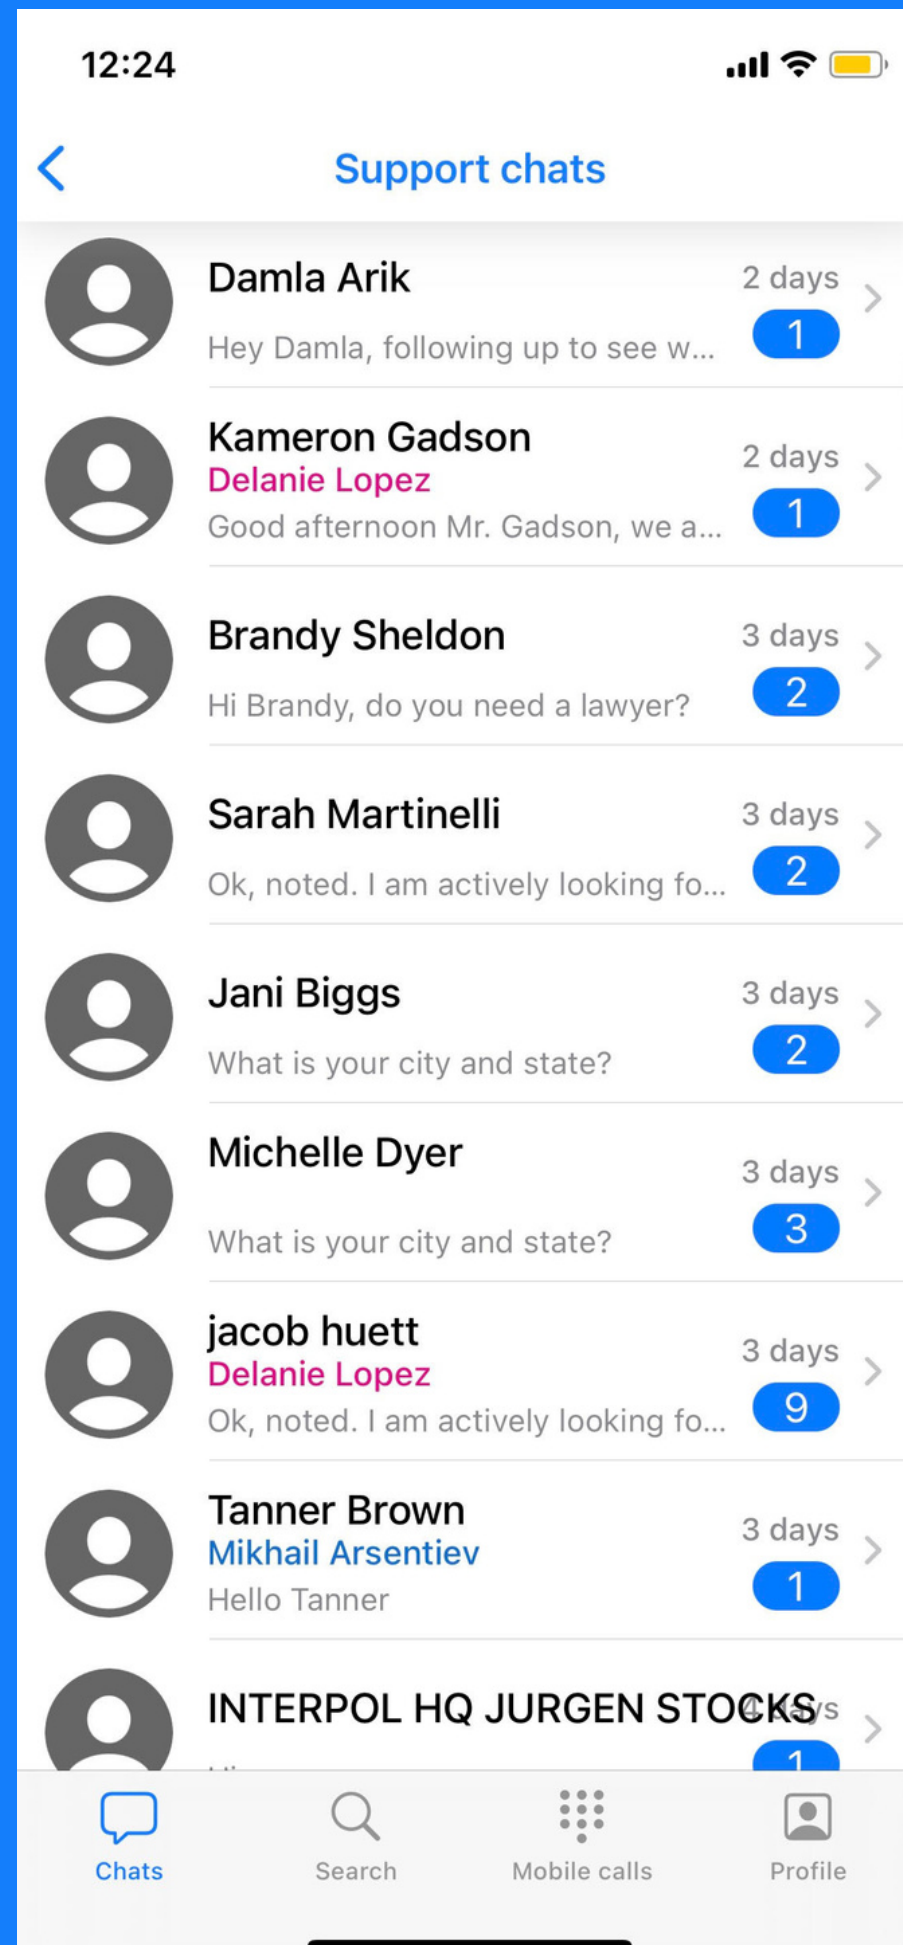 12:24
Support chats
Damla Arik
2 days
Hey Damla, following up to see w...
1
Kameron Gadson
2 days
Delanie Lopez
Good afternoon Mr. Gadson, we a...
1
Brandy Sheldon
3 days
Hi Brandy, do you need a lawyer?
2
Sarah Martinelli
3 days
Ok, noted. I am actively looking fo...
2
Jani Biggs
3 days
What is your city and state?
2
Michelle Dyer
3 days
What is your city and state?
3
jacob huett
3 days
Delanie Lopez
Ok, noted. I am actively looking fo...
9
Tanner Brown
3 days
Mikhail Arsentiev
Hello Tanner
1
INTERPOL HQ JURGEN STOCKS
4 days
1
Chats
Search
Mobile calls
Profile